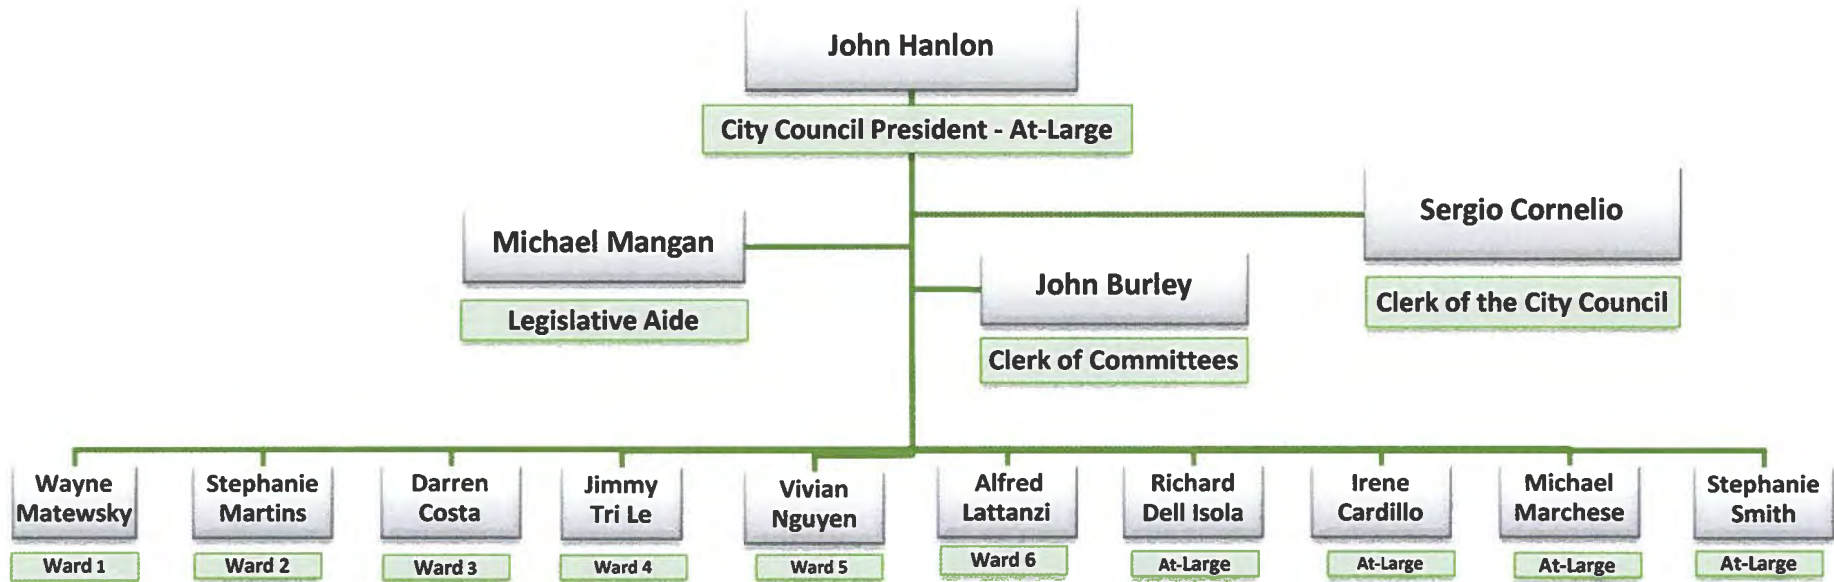 John Hanlon
City Council President - At-Large
Sergio Cornelio
Clerk of the City Council
Michael Mangan
Legislative Aide
John Burley
Clerk of Committees
Wayne
Matewsky
Ward 1
Stephanie
Martins
Ward 2
Darren
Costa
Ward 3
Jimmy
Tri Le
Ward 4
Vivian
Nguyen
Ward 5
Alfred
Lattanzi
Ward 6
Richard
Dell Isola
At-Large
Irene
Cardillo
At-Large
Michael
Marchese
At-Large
Stephanie
Smith
At-Large